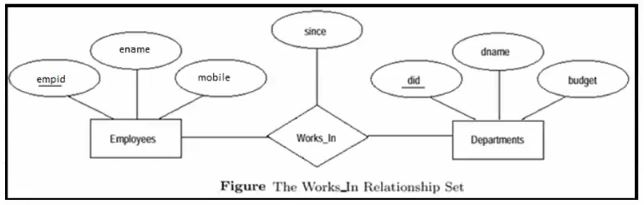 since
ename
dname
empid
mobile
did
budget
Employees
Works_In
Departments
Figure The Works_In Relationship Set